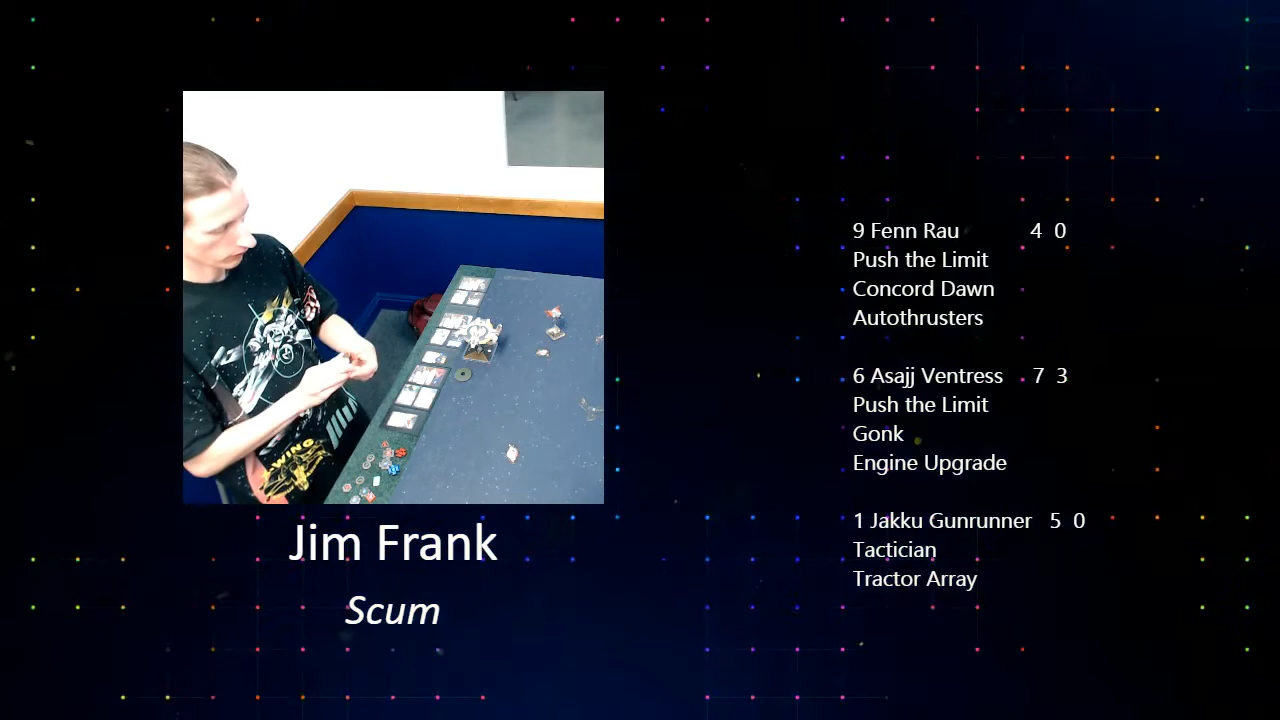 9 Fenn Rau 4 0
Push the Limit
Concord Dawn
Autothrusters
6 Asajj Ventress 7 3
Push the Limit
Gonk
Engine Upgrade
1 Jakku Gunrunner 5 0
Tactician
Tractor Array
WING
Jim Frank
Scum